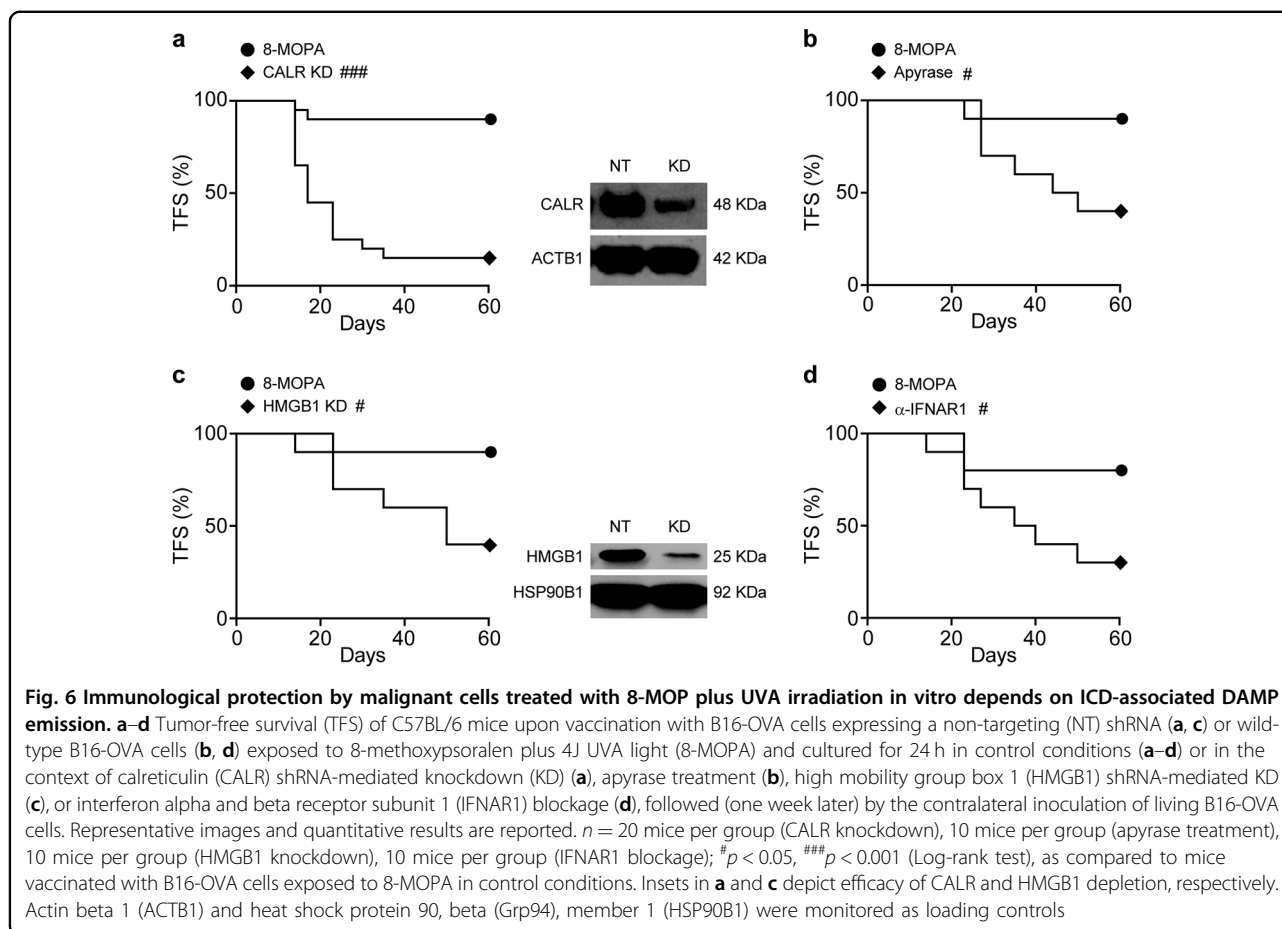 a
8-MOPA
CALR KD ###
100
50
0
TFS (%)
0 20 40 60
Days
NT KD
CALR 48 KDa
ACTB1 42 KDa
b
8-MOPA
Apyrase #
100
50
0
TFS (%)
0 20 40 60
Days
c
8-MOPA
HMGB1 KD #
100
50
0
TFS (%)
0 20 40 60
Days
NT KD
HMGB1 25 KDa
HSP90B1 92 KDa
d
8-MOPA
α-IFNAR1 #
100
50
0
TFS (%)
0 20 40 60
Days
Fig. 6 Immunological protection by malignant cells treated with 8-MOP plus UVA irradiation in vitro depends on ICD-associated DAMP
emission. a–d Tumor-free survival (TFS) of C57BL/6 mice upon vaccination with B16-OVA cells expressing a non-targeting (NT) shRNA (a, c) or wild-
type B16-OVA cells (b, d) exposed to 8-methoxypsoralen plus 4J UVA light (8-MOPA) and cultured for 24 h in control conditions (a–d) or in the
context of calreticulin (CALR) shRNA-mediated knockdown (KD) (a), apyrase treatment (b), high mobility group box 1 (HMGB1) shRNA-mediated KD
(c), or interferon alpha and beta receptor subunit 1 (IFNAR1) blockage (d), followed (one week later) by the contralateral inoculation of living B16-OVA
cells. Representative images and quantitative results are reported. n = 20 mice per group (CALR knockdown), 10 mice per group (apyrase treatment),
10 mice per group (HMGB1 knockdown), 10 mice per group (IFNAR1 blockage); #p < 0.05, ###p < 0.001 (Log-rank test), as compared to mice
vaccinated with B16-OVA cells exposed to 8-MOPA in control conditions. Insets in a and c depict efficacy of CALR and HMGB1 depletion, respectively.
Actin beta 1 (ACTB1) and heat shock protein 90, beta (Grp94), member 1 (HSP90B1) were monitored as loading controls